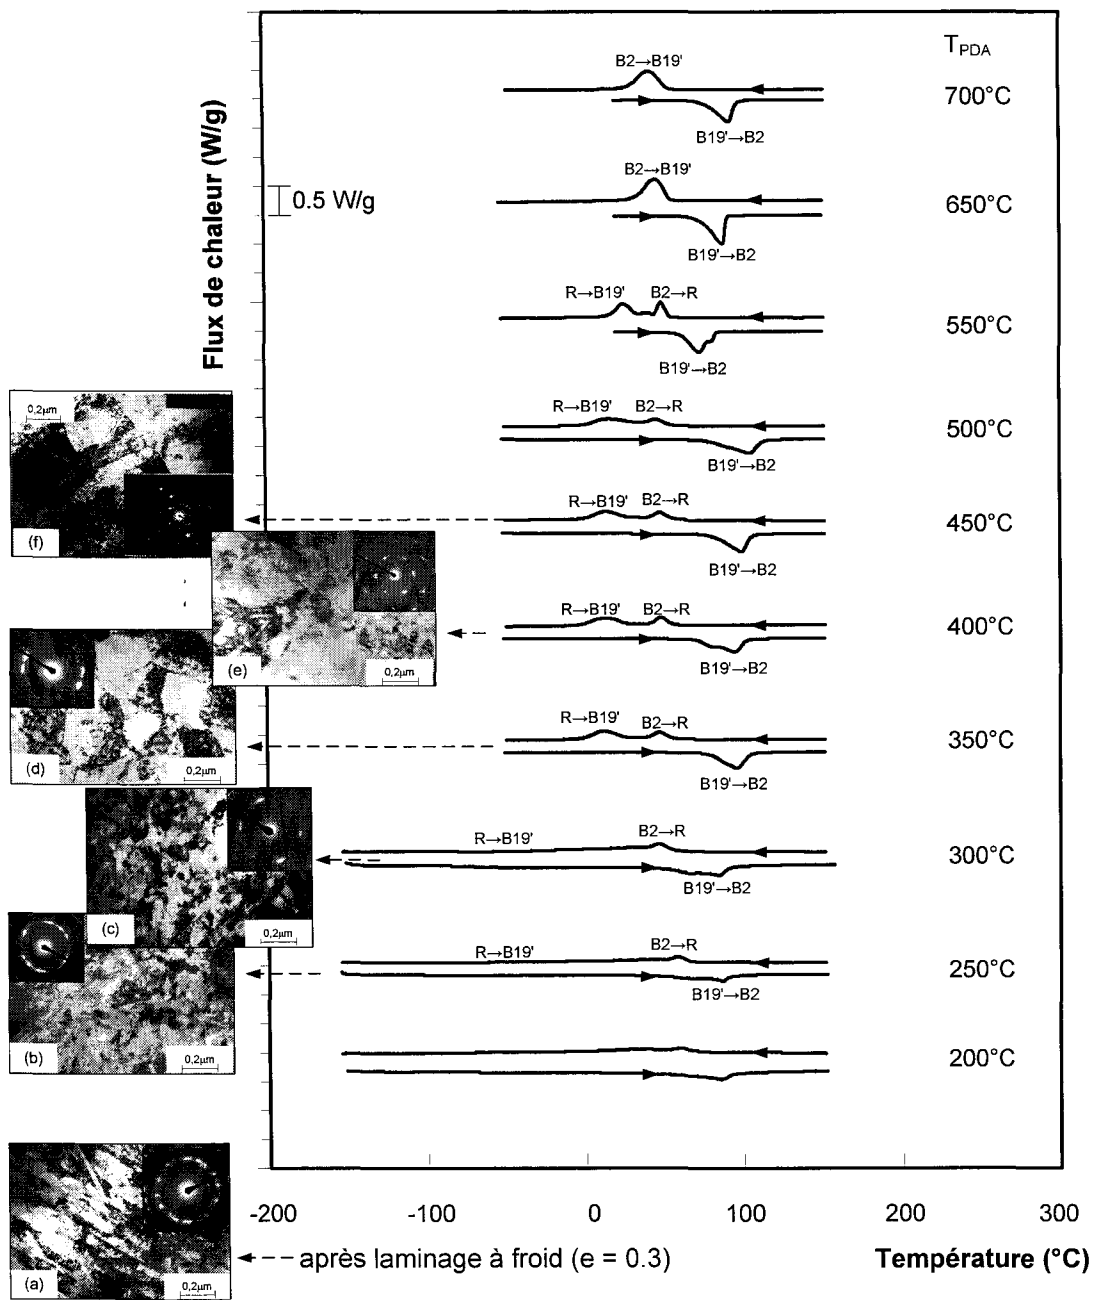 T_PDA
B2→B19'
700°C
B19'→B2
Flux de chaleur (W/g)
B2→B19'
0.5 W/g
650°C
B19'→B2
R→B19' B2→R
550°C
B19'→B2
R→B19' B2→R
0,2µm
500°C
B19'→B2
R→B19' B2→R
450°C
(f)
B19'→B2
R→B19' B2→R
400°C
(e)
0,2µm
B19'→B2
R→B19' B2→R
350°C
(d)
0,2µm
B19'→B2
R→B19' B2→R
300°C
B19'→B2
(c)
0,2µm
R→B19' B2→R
250°C
B19'→B2
(b)
0,2µm
200°C
-200 -100 0 100 200 300
(a)
0,2µm
après laminage à froid (e = 0.3)
Température (°C)